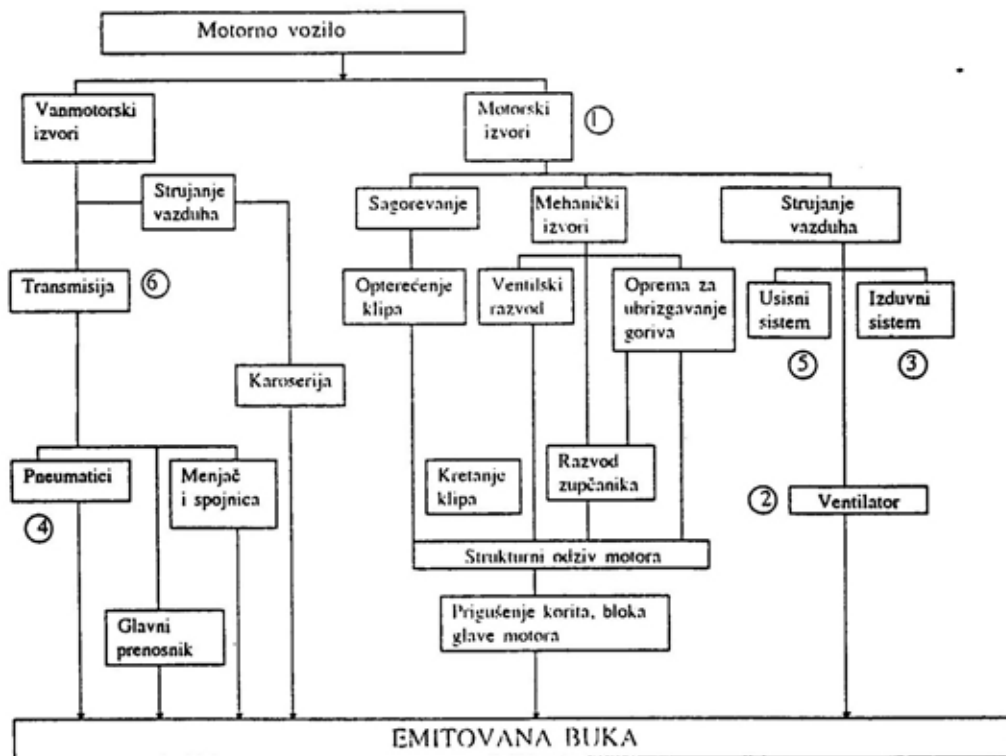 Motorno vozilo
Vanmotorski
izvori
Motorski
izvori
1
Strujanje
vazduha
Sagorevanje
Mehanički
izvori
Strujanje
vazduha
Transmisija
6
Opterećenje
klipa
Ventilski
razvod
Oprema za
ubrizgavanje
goriva
Usisni
sistem
5
Izduvni
sistem
3
Karoserija
Pneumatici
4
Menjač
i spojnica
Kretanje
klipa
Razvod
zupčanika
2
Ventilator
Strukturni odziv motora
Glavni
prenosnik
Prigušenje korita, bloka
glave motora
EMITOVANA BUKA